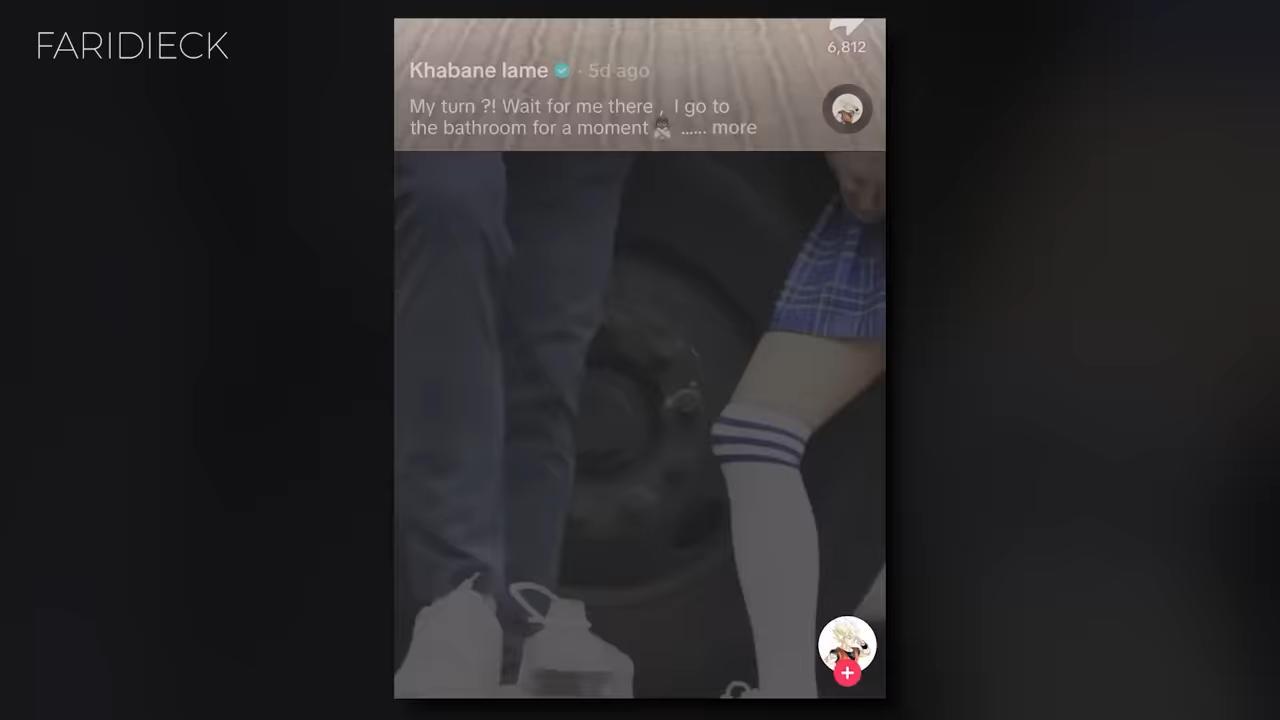 FARIDIECK
6,812
Khabane lame · 5d ago
My turn ?! Wait for me there , I go to
the bathroom for a moment🙅🏿‍♂️ ...... more